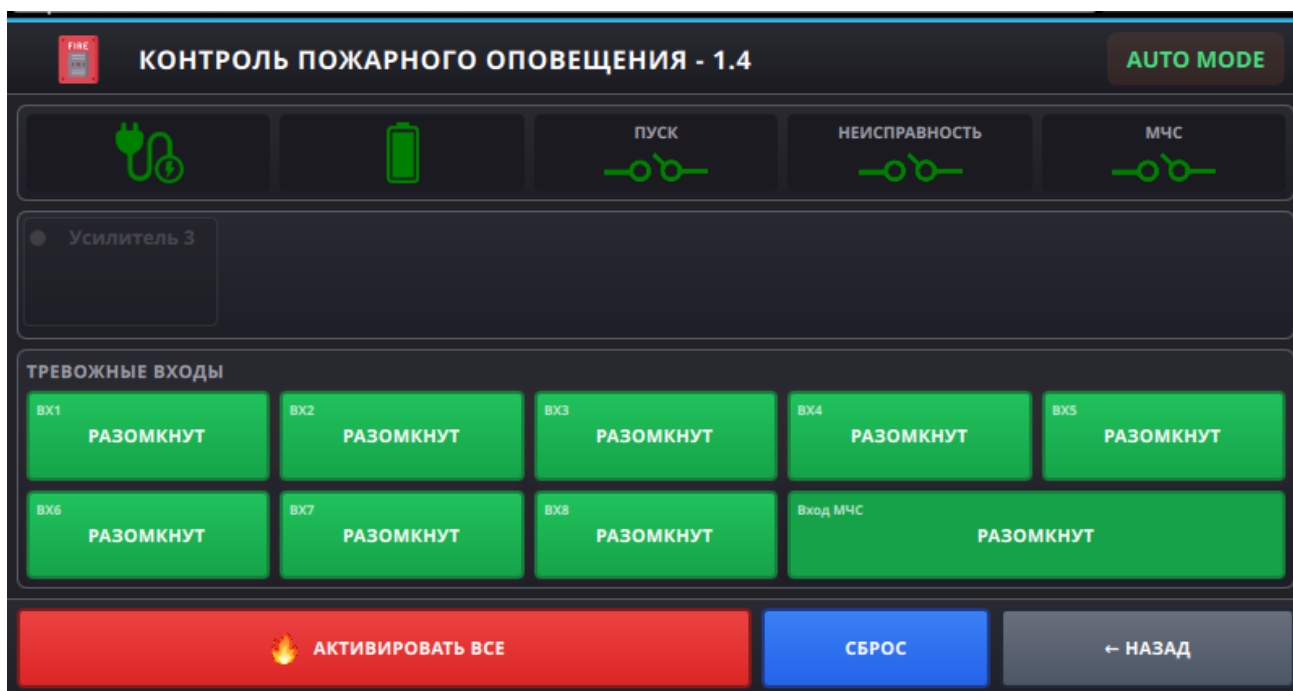 FIRE
КОНТРОЛЬ ПОЖАРНОГО ОПОВЕЩЕНИЯ - 1.4
AUTO MODE
ПУСК
НЕИСПРАВНОСТЬ
МЧС
Усилитель 3
ТРЕВОЖНЫЕ ВХОДЫ
ВХ1
РАЗОМКНУТ
ВХ2
РАЗОМКНУТ
ВХ3
РАЗОМКНУТ
ВХ4
РАЗОМКНУТ
ВХ5
РАЗОМКНУТ
ВХ6
РАЗОМКНУТ
ВХ7
РАЗОМКНУТ
ВХ8
РАЗОМКНУТ
Вход МЧС
РАЗОМКНУТ
АКТИВИРОВАТЬ ВСЕ
СБРОС
← НАЗАД